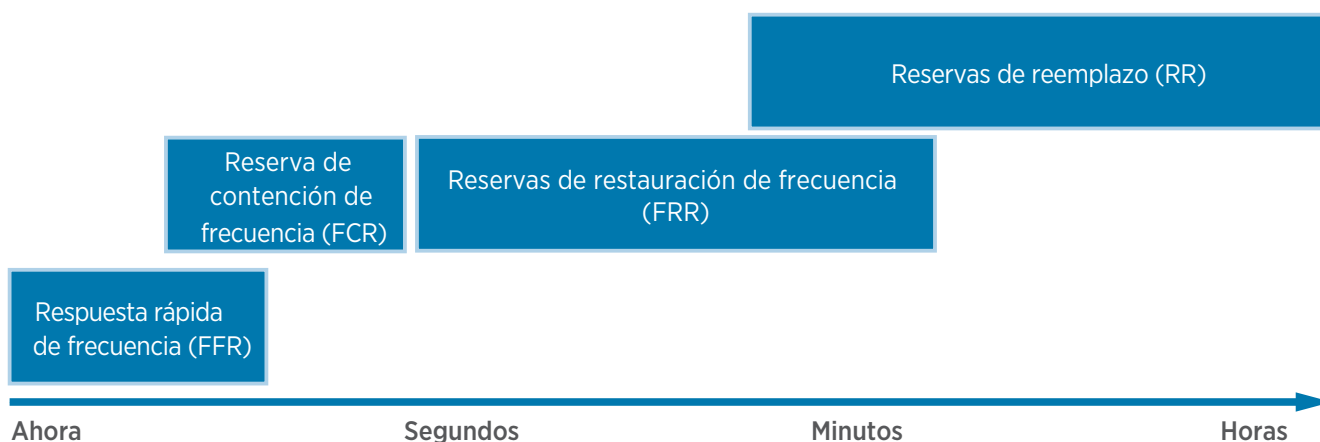 Reservas de reemplazo (RR)
Reserva de
contención de
frecuencia (FCR)
Reservas de restauración de frecuencia
(FRR)
Respuesta rápida
de frecuencia (FFR)
Ahora
Segundos
Minutos
Horas